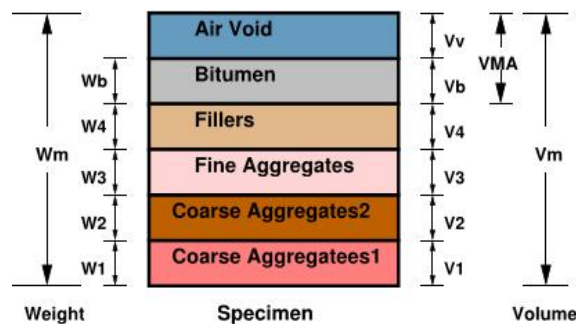 Air Void
Vv
VMA
Wb
Bitumen
Vb
W4
Fillers
V4
Wm
W3
Fine Aggregates
V3
Vm
W2
Coarse Aggregates2
V2
W1
Coarse Aggregatees1
V1
Weight
Specimen
Volume